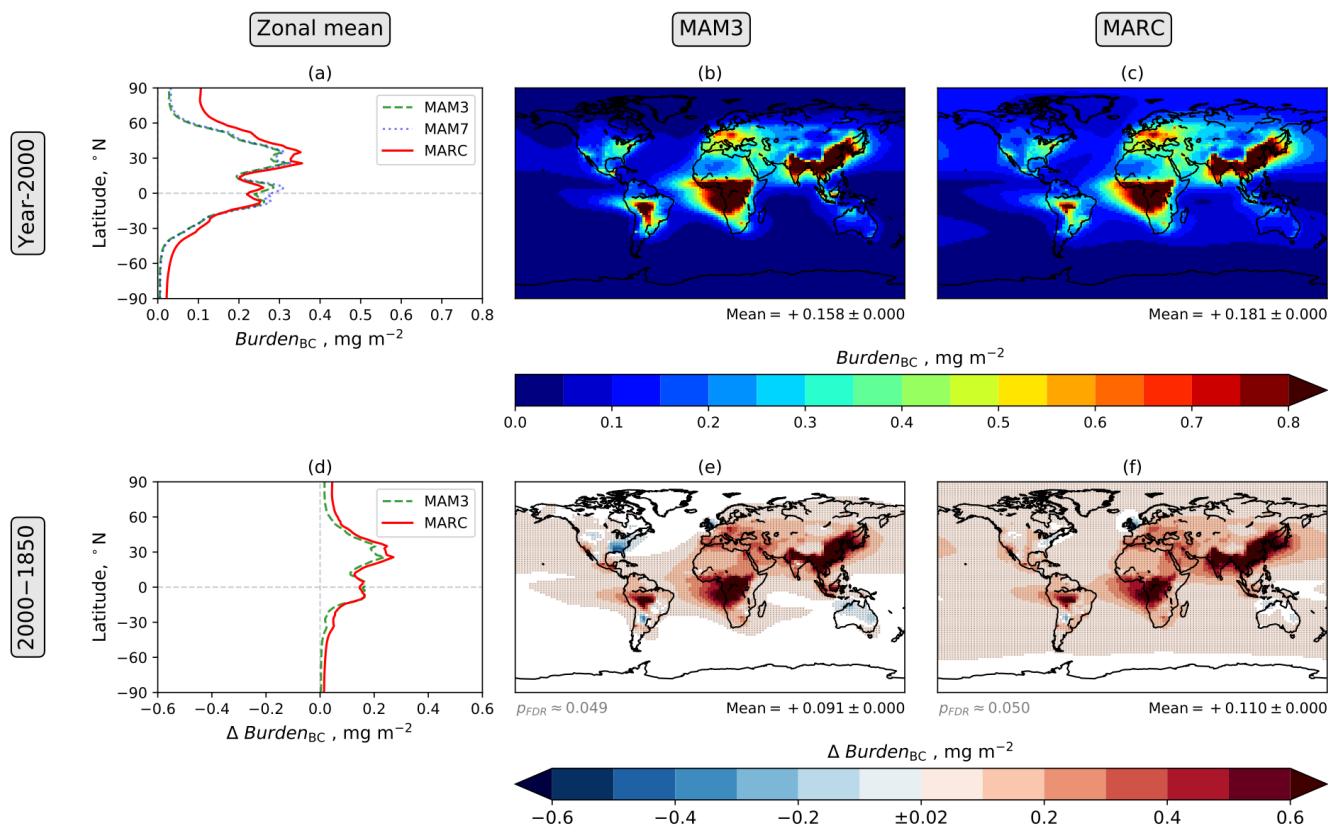 Zonal mean
MAM3
MARC
Year-2000
(a)
90
60
30
0
−30
−60
−90
Latitude, °N
MAM3
MAM7
MARC
0.0 0.1 0.2 0.3 0.4 0.5 0.6 0.7 0.8
Burden_BC , mg m⁻²
(b)
Mean = +0.158 ± 0.000
(c)
Mean = +0.181 ± 0.000
Burden_BC , mg m⁻²
0.0 0.1 0.2 0.3 0.4 0.5 0.6 0.7 0.8
2000−1850
(d)
90
60
30
0
−30
−60
−90
Latitude, °N
MAM3
MARC
−0.6 −0.4 −0.2 0.0 0.2 0.4 0.6
Δ Burden_BC , mg m⁻²
(e)
p_FDR ≈ 0.049 Mean = +0.091 ± 0.000
(f)
p_FDR ≈ 0.050 Mean = +0.110 ± 0.000
Δ Burden_BC , mg m⁻²
−0.6 −0.4 −0.2 ±0.02 0.2 0.4 0.6